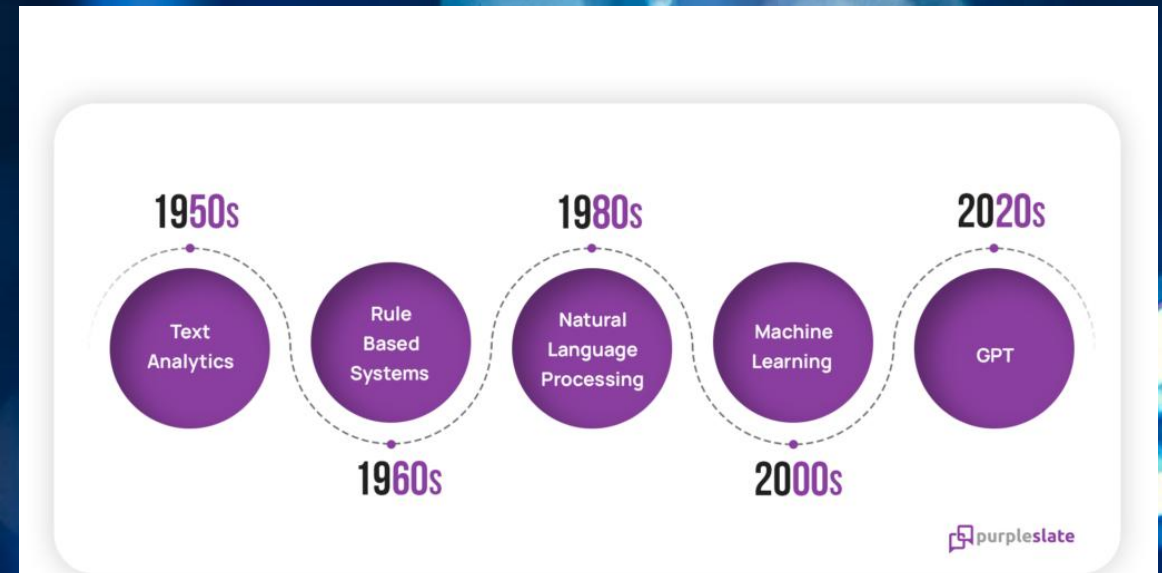 1950s
1980s
2020s
Text
Analytics
Rule
Based
Systems
Natural
Language
Processing
Machine
Learning
GPT
1960s
2000s
purpleslate